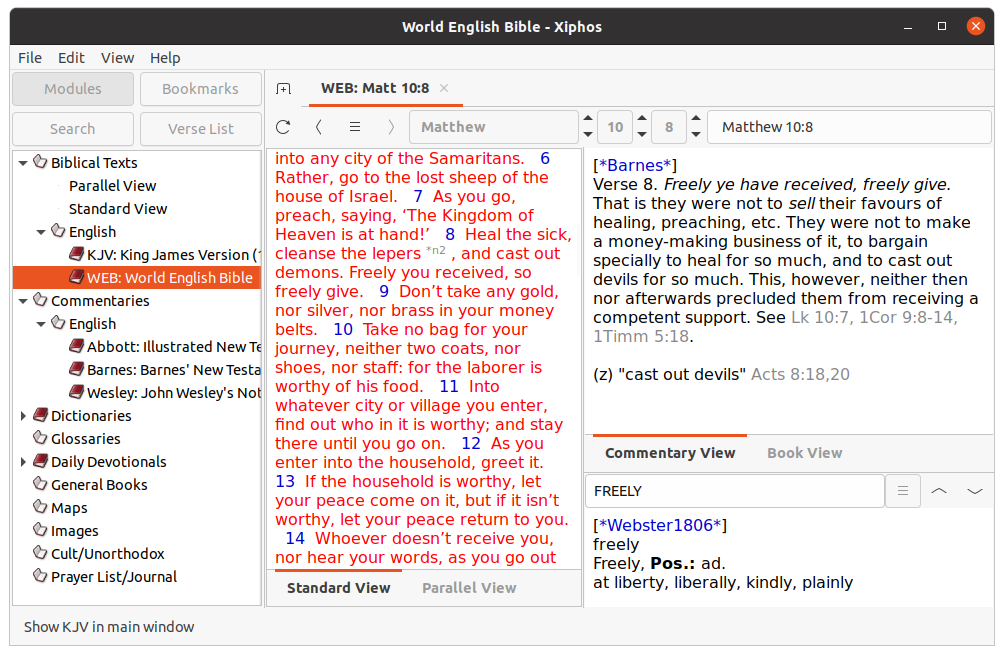 World English Bible - Xiphos
File Edit View Help
Modules Bookmarks
Search Verse List
Biblical Texts
Parallel View
Standard View
English
KJV: King James Version (1
WEB: World English Bible
Commentaries
English
Abbott: Illustrated New Te
Barnes: Barnes' New Testa
Wesley: John Wesley's Not
Dictionaries
Glossaries
Daily Devotionals
General Books
Maps
Images
Cult/Unorthodox
Prayer List/Journal
WEB: Matt 10:8
Matthew 10 8 Matthew 10:8
into any city of the Samaritans. 6
Rather, go to the lost sheep of the
house of Israel. 7 As you go,
preach, saying, ‘The Kingdom of
Heaven is at hand!’ 8 Heal the sick,
cleanse the lepers *n2 , and cast out
demons. Freely you received, so
freely give. 9 Don’t take any gold,
nor silver, nor brass in your money
belts. 10 Take no bag for your
journey, neither two coats, nor
shoes, nor staff: for the laborer is
worthy of his food. 11 Into
whatever city or village you enter,
find out who in it is worthy; and stay
there until you go on. 12 As you
enter into the household, greet it.
13 If the household is worthy, let
your peace come on it, but if it isn’t
worthy, let your peace return to you.
14 Whoever doesn’t receive you,
nor hear your words, as you go out
Standard View Parallel View
[*Barnes*]
Verse 8. Freely ye have received, freely give.
That is they were not to sell their favours of
healing, preaching, etc. They were not to make
a money-making business of it, to bargain
specially to heal for so much, and to cast out
devils for so much. This, however, neither then
nor afterwards precluded them from receiving a
competent support. See Lk 10:7, 1Cor 9:8-14,
1Timm 5:18.
(z) "cast out devils" Acts 8:18,20
Commentary View Book View
FREELY
[*Webster1806*]
freely
Freely, Pos.: ad.
at liberty, liberally, kindly, plainly
Show KJV in main window